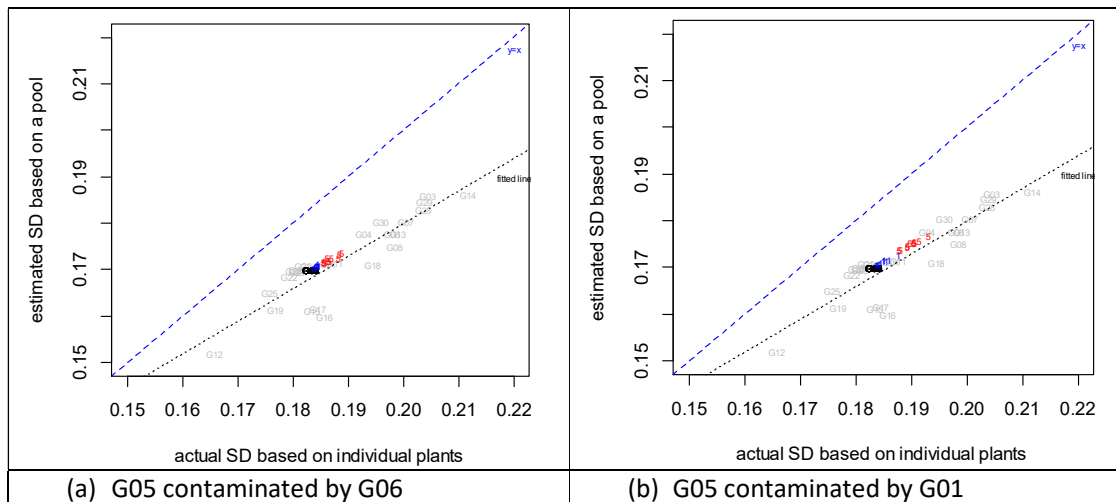 estimated SD based on a pool
0.15
0.17
0.19
0.21
y=x
fitted line
G03
G14
G30
G04
G08
G18
G22
G25
G19
G17
G16
G12
0.15
0.16
0.17
0.18
0.19
0.20
0.21
0.22
actual SD based on individual plants
(a) G05 contaminated by G06
estimated SD based on a pool
0.15
0.17
0.19
0.21
y=x
fitted line
G03
G14
G30
G08
G18
G22
G25
G19
G16
G12
0.15
0.16
0.17
0.18
0.19
0.20
0.21
0.22
actual SD based on individual plants
(b) G05 contaminated by G01